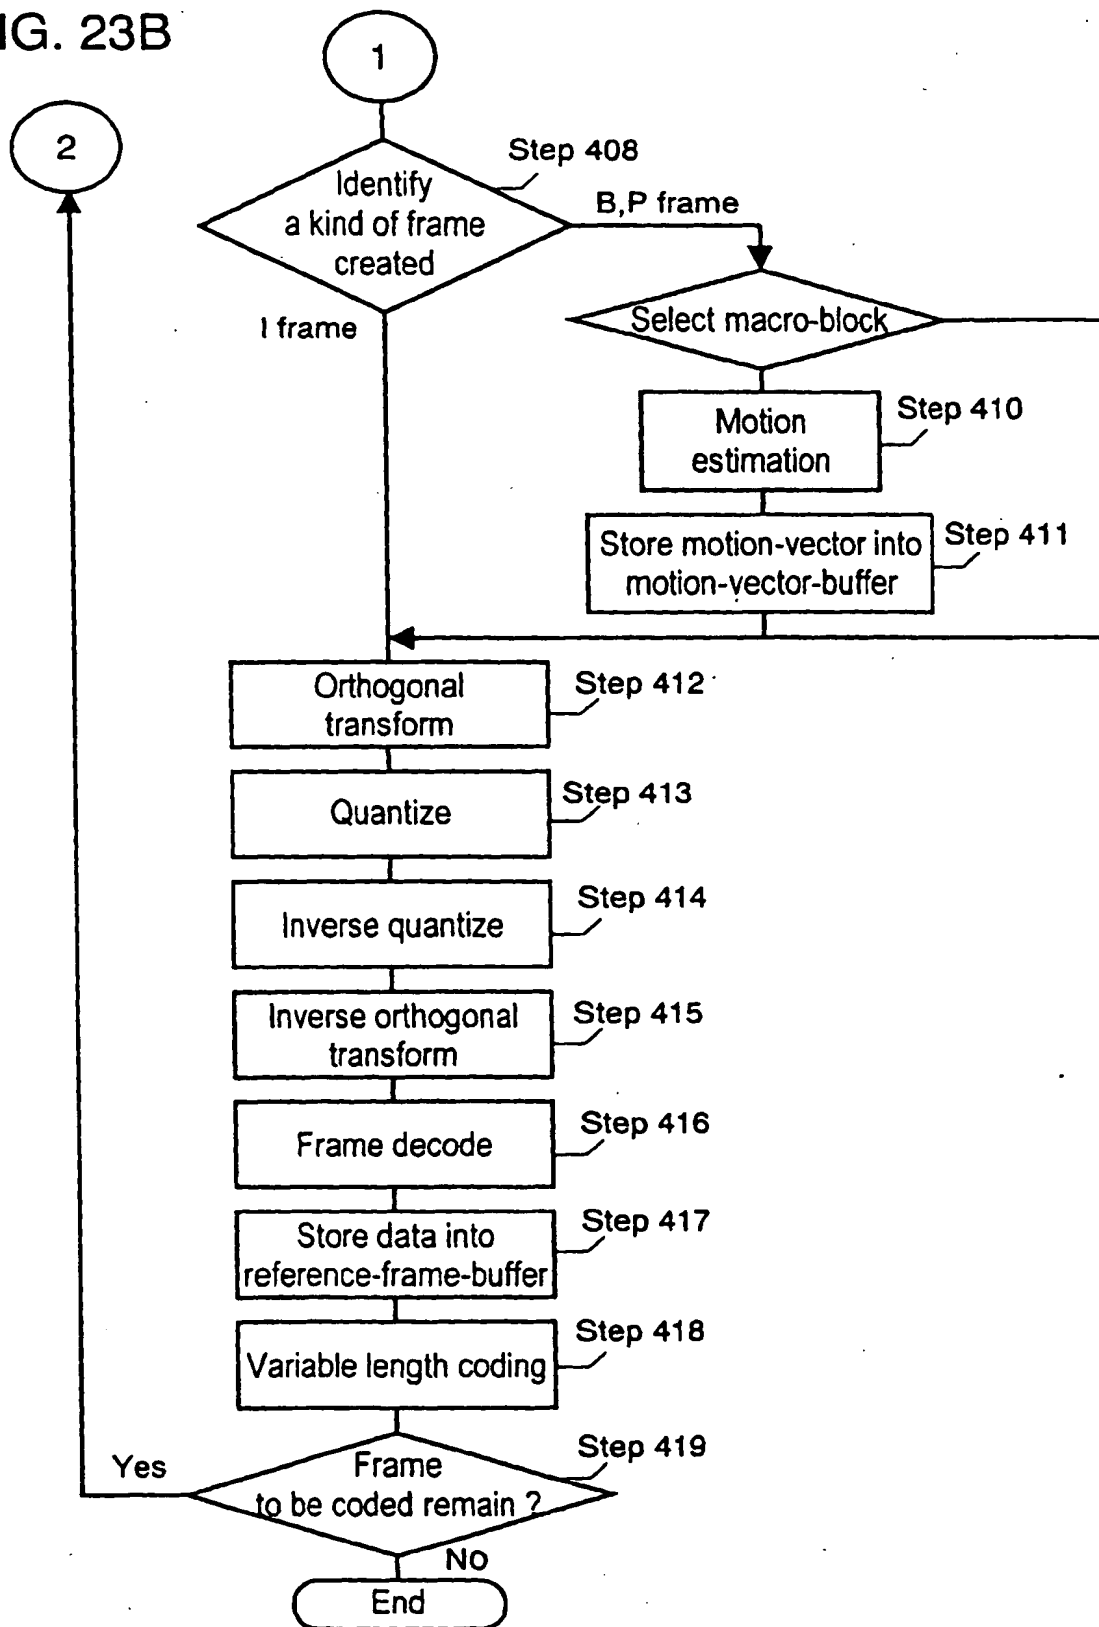 IG. 23B
1
2
Step 408
Identify
a kind of frame
created
B,P frame
I frame
Select macro-block
Motion
estimation
Step 410
Store motion-vector into
motion-vector-buffer
Step 411
Orthogonal
transform
Step 412
Quantize
Step 413
Inverse quantize
Step 414
Inverse orthogonal
transform
Step 415
Frame decode
Step 416
Store data into
reference-frame-buffer
Step 417
Variable length coding
Step 418
Frame
to be coded remain ?
Step 419
Yes
No
End